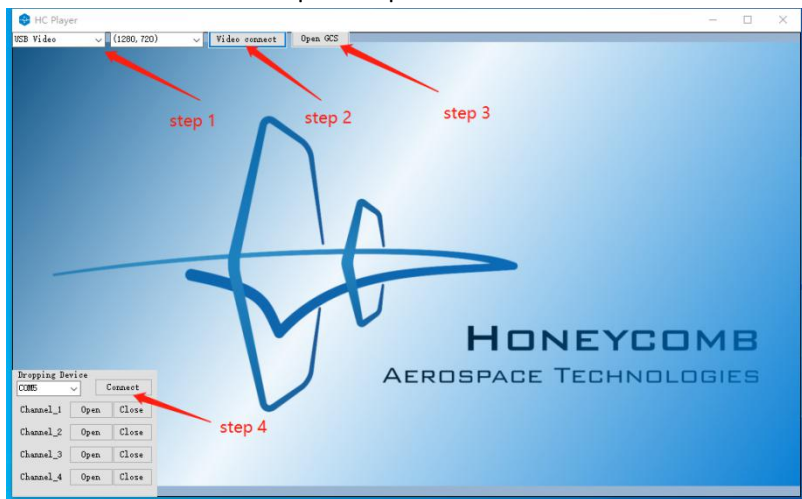 HC Player
USB Video (1280, 720) Video connect Open GCS
step 1
step 2
step 3
HONEYCOMB
AEROSPACE TECHNOLOGIES
Dropping Device
COM5 Connect
Channel_1 Open Close
Channel_2 Open Close
Channel_3 Open Close
Channel_4 Open Close
step 4